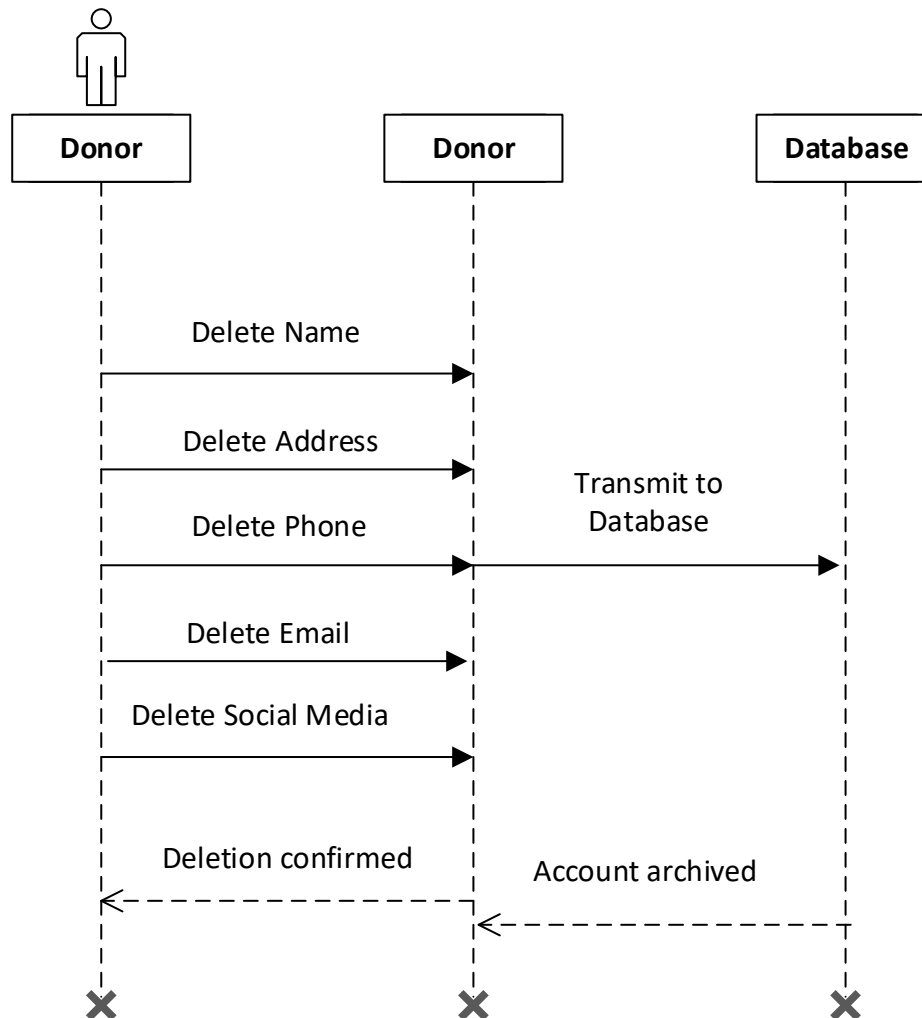 Donor
Donor
Database
Delete Name
Delete Address
Transmit to
Database
Delete Phone
Delete Email
Delete Social Media
Deletion confirmed
Account archived